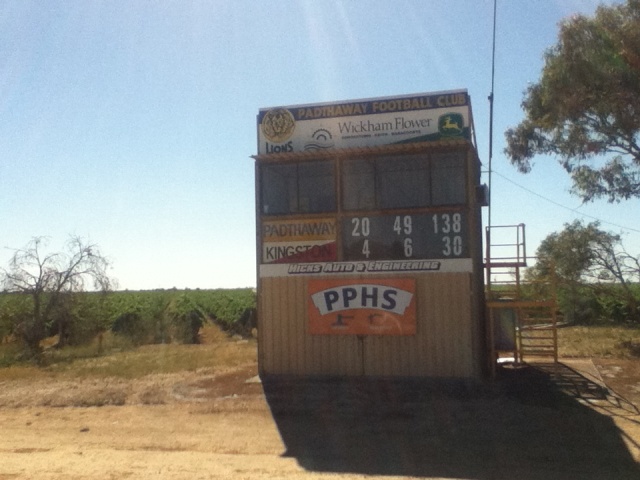 PADTHAWAY FOOTBALL CLUB
LIONS
Wickham Flower
PADTHAWAY 20 49 138
KINGSTON 4 6 30
HICKS AUTO & ENGINEERING
PPHS